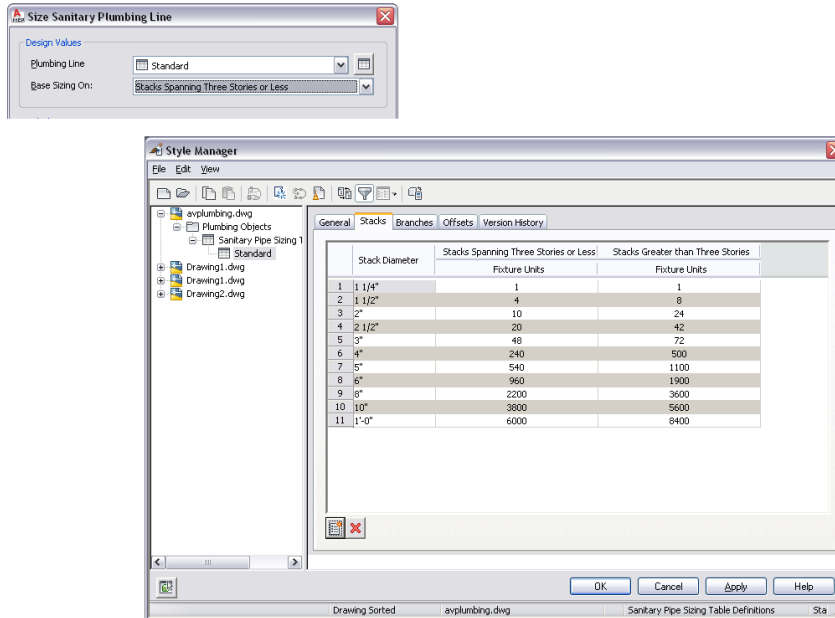 Size Sanitary Plumbing Line
Design Values
Plumbing Line
Standard
Base Sizing On:
Stacks Spanning Three Stories or Less
Style Manager
File Edit View
avplumbing.dwg
Plumbing Objects
Sanitary Pipe Sizing T
Standard
Drawing1.dwg
Drawing1.dwg
Drawing2.dwg
General Stacks Branches Offsets Version History
Stack Diameter Stacks Spanning Three Stories or Less Stacks Greater than Three Stories
Fixture Units Fixture Units
1 1 1/4" 1 1
2 1 1/2" 4 8
3 2" 10 24
4 2 1/2" 20 42
5 3" 48 72
6 4" 240 500
7 5" 540 1100
8 6" 960 1900
9 8" 2200 3600
10 10" 3800 5600
11 1'-0" 6000 8400
OK Cancel Apply Help
Drawing Sorted avplumbing.dwg Sanitary Pipe Sizing Table Definitions Sta